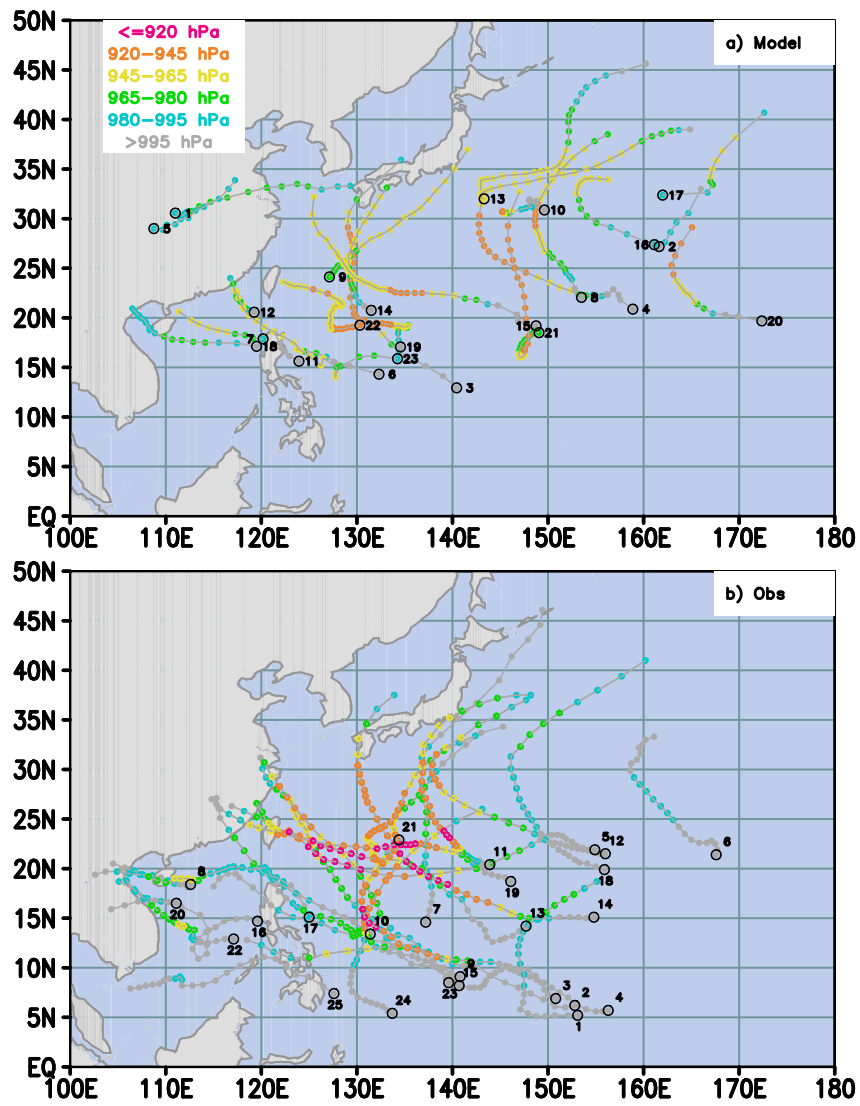 50N
<=920 hPa
a) Model
920−945 hPa
45N
945−965 hPa
965−980 hPa
40N
980−995 hPa
>995 hPa
35N
1
17
30N
5
13
10
16
2
9
25N
14
8
4
12
20N
22
15
20
7
21
18
19
11
23
15N
6
3
10N
5N
EQ
100E 110E 120E 130E 140E 150E 160E 170E 180
50N
b) Obs
45N
40N
35N
30N
25N
21
5
12
6
11
20N
8
18
19
20
7
14
15N
16
17
10
13
22
10N
9
15
23
3
2
4
25
24
5N
1
EQ
100E 110E 120E 130E 140E 150E 160E 170E 180